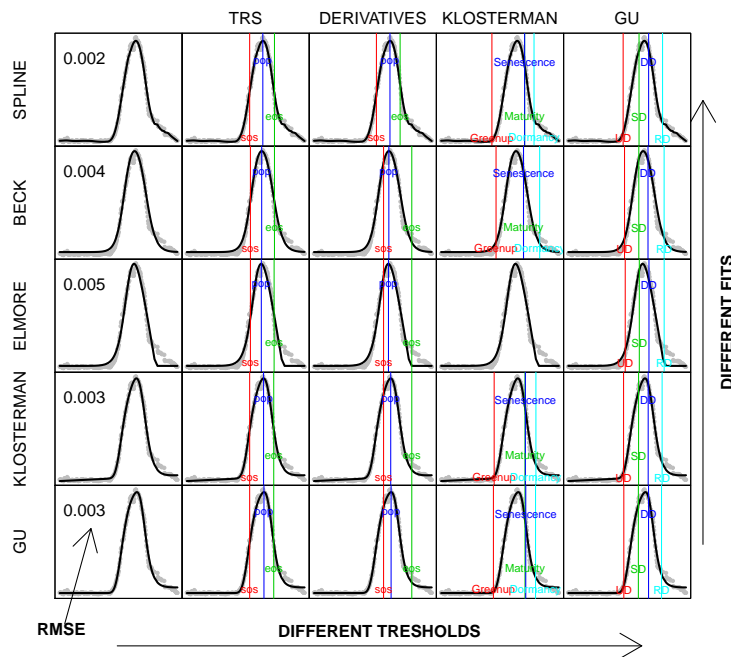 TRS DERIVATIVES KLOSTERMAN GU
SPLINE
0.002
pop
eos
sos
pop
eos
sos
Senescence
Maturity
Greenup Dormancy
DD
SD
UD RD
BECK
0.004
pop
eos
sos
pop
eos
sos
Senescence
Maturity
Greenup Dormancy
DD
SD
UD RD
ELMORE
0.005
pop
eos
sos
pop
eos
sos
DD
SD
UD RD
KLOSTERMAN
0.003
pop
eos
sos
pop
eos
sos
Senescence
Maturity
Greenup Dormancy
DD
SD
UD RD
GU
0.003
pop
eos
sos
pop
eos
sos
Senescence
Maturity
Greenup Dormancy
DD
SD
UD RD
DIFFERENT FITS
RMSE
DIFFERENT TRESHOLDS